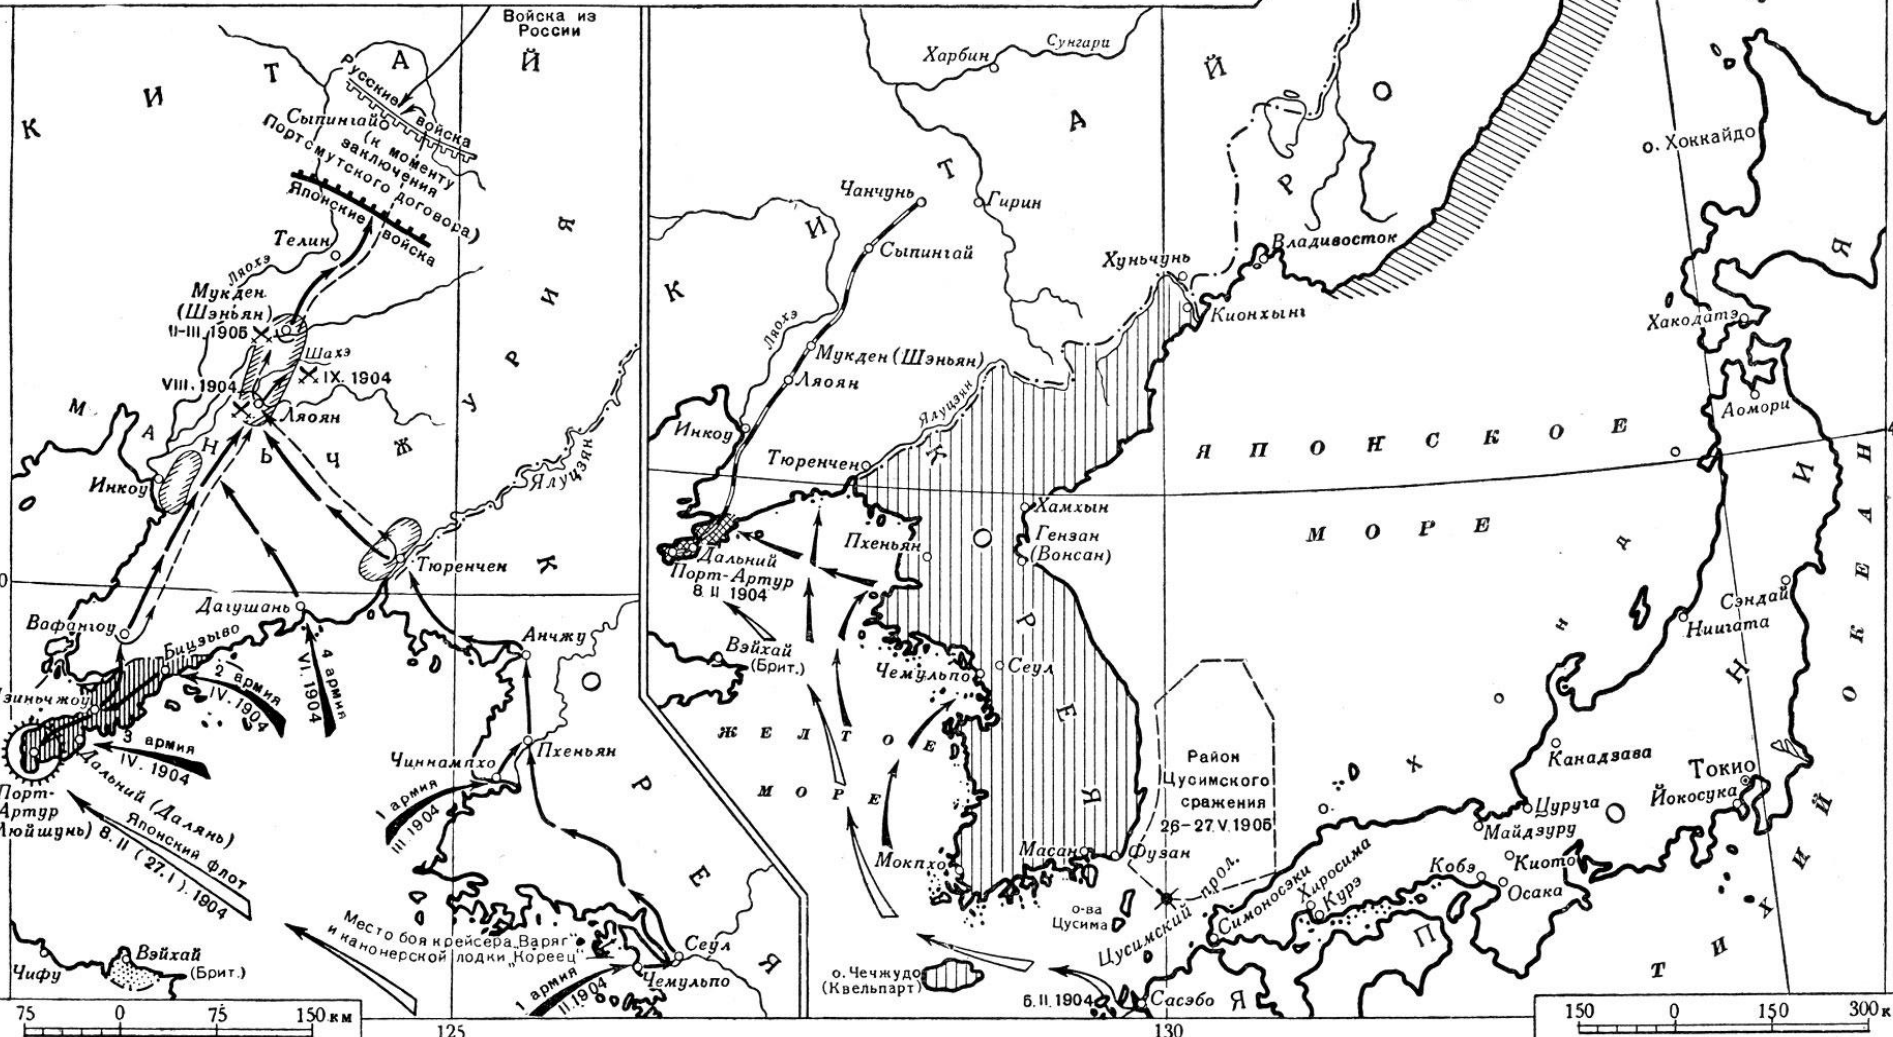 Войска из
России
К И Т А Й
Русские войска
Сыпингай
(к моменту
заключения
Портсмутского договора)
Японские войска
Телин
Ляохэ
Мукден
(Шэньян)
II-III.1905
Шахэ
IX.1904
VIII.1904
Ляоян
М А Н Ь Ч Ж У Р И Я
Инкоу
Ялуцзян
Тюренчен
Дагушань
Вафангоу
Бицзыво
Анчжу
4 армия
VI.1904
2 армия
IV.1904
3 армия
IV.1904
Дальний (Далянь)
Порт-
Артур
Японский флот
8.II (27.I).1904
Чиннампхо
Пхеньян
1 армия
III.1904
К О Р Е Я
Место боя крейсера „Варяг"
и канонерской лодки „Кореец"
Сеул
Чемульпо
1 армия
II.1904
Чифу
Вэйхай
(Брит.)
75 0 75 150 км
125
К И Т А Й
Харбин
Сунгари
Чанчунь
Гирин
Сыпингай
Ляохэ
Мукден (Шэньян)
Ляоян
Инкоу
Ялуцзян
Тюренчен
Хуньчунь
Владивосток
Кионхынг
Р О
Дальний
Порт-Артур
8.II 1904
Вэйхай
(Брит.)
Пхеньян
Хамхын
Гензан
(Вонсан)
К О Р Е Я
Чемульпо
Сеул
Ж Е Л Т О Е
М О Р Е
Мокпхо
Масан
Фузан
Район
Цусимского
сражения
26-27.V.1905
о-ва
Цусима
Цусимский прол.
о. Чечжудо
(Квельпарт)
6.II.1904
Сасэбо
130
Я П О Н С К О Е
М О Р Е
о. Хоккайдо
Хакодатэ
Аомори
Сэндай
Ниигата
Канадзава
Токио
Йокосука
Цуруга
Майдзуру
Киото
Кобэ
Осака
Хиросима
Курэ
Симоносэки
Я П О Н И Я
Т И Х И Й О К Е А Н
150 0 150 300 к